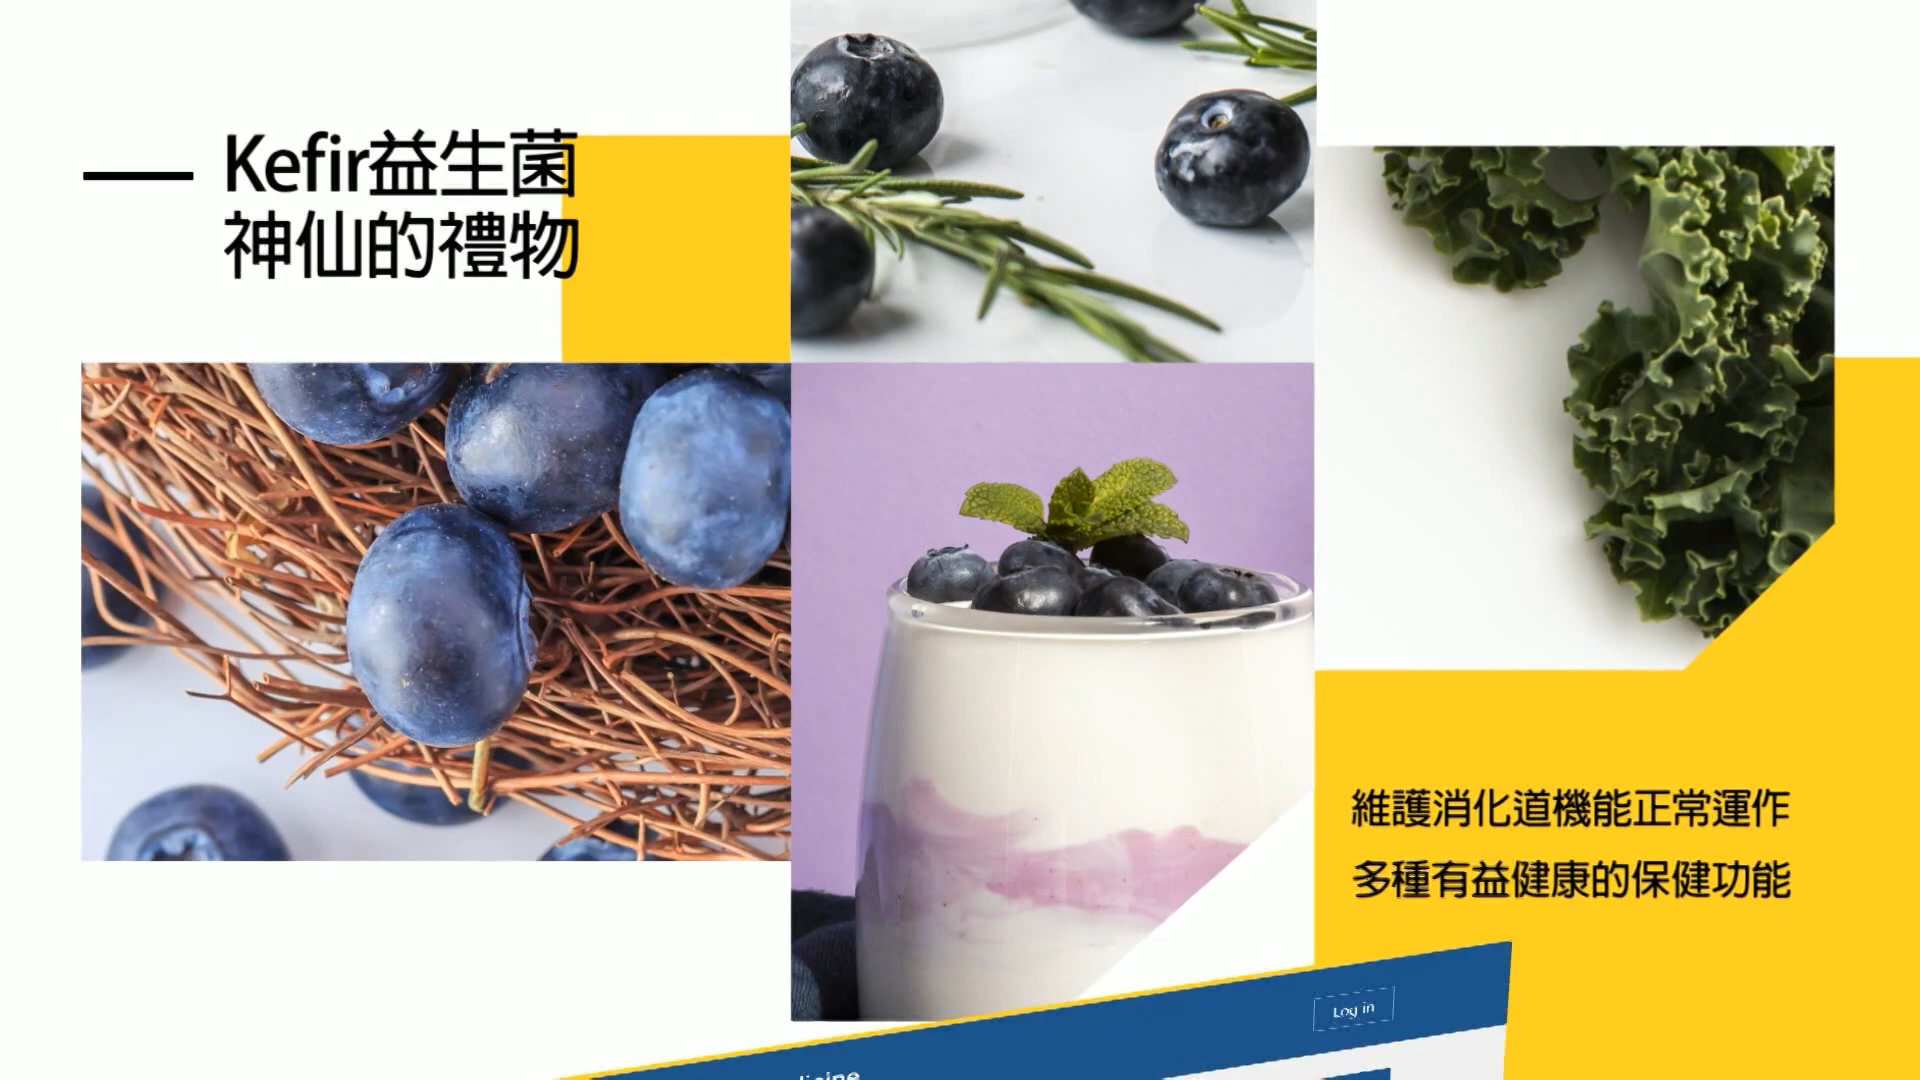 Kefir益生菌
神仙的禮物
維護消化道機能正常運作
多種有益健康的保健功能
Log in